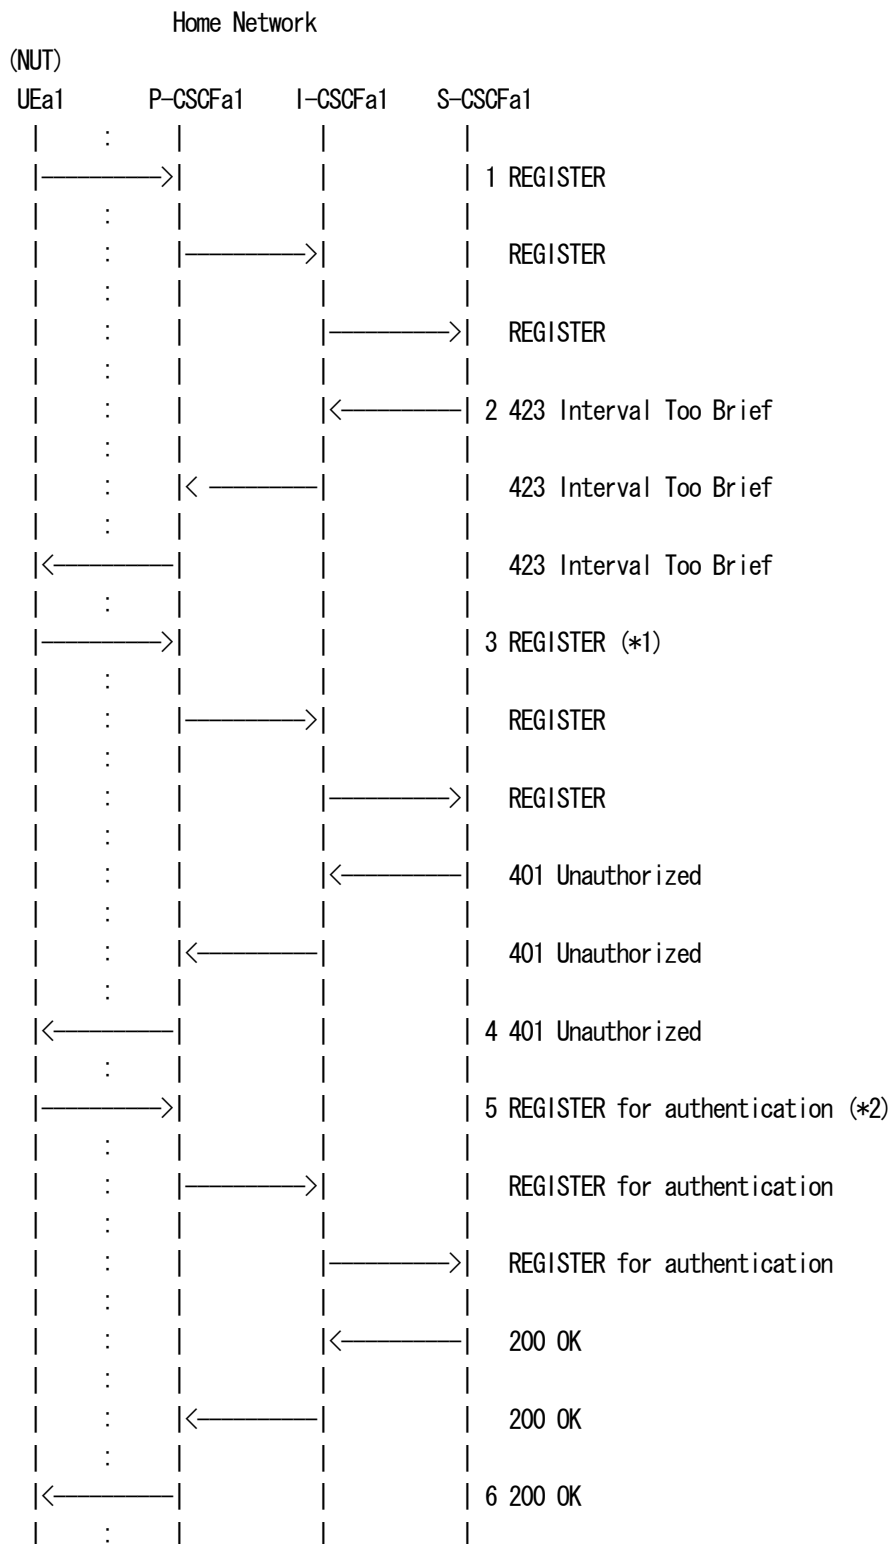 Home Network
(NUT)
UEa1 P-CSCFa1 I-CSCFa1 S-CSCFa1
1 REGISTER
REGISTER
REGISTER
2 423 Interval Too Brief
423 Interval Too Brief
423 Interval Too Brief
3 REGISTER (*1)
REGISTER
REGISTER
401 Unauthorized
401 Unauthorized
4 401 Unauthorized
5 REGISTER for authentication (*2)
REGISTER for authentication
REGISTER for authentication
200 OK
200 OK
6 200 OK